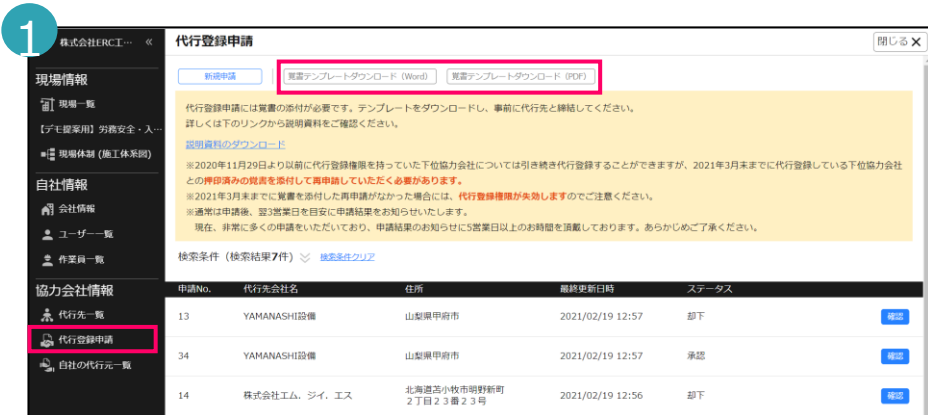 1
株式会社ERC工… «
代行登録申請
閉じる ×
現場情報
現場一覧
【デモ提案用】労務安全・入…
現場体制 (施工体系図)
自社情報
会社情報
ユーザー一覧
作業員一覧
協力会社情報
代行先一覧
代行登録申請
自社の代行元一覧
新規申請
覚書テンプレートダウンロード (Word)
覚書テンプレートダウンロード (PDF)
代行登録申請には覚書の添付が必要です。テンプレートをダウンロードし、事前に代行先と締結してください。
詳しくは下のリンクから説明資料をご確認ください。
説明資料のダウンロード
※2020年11月29日より以前に代行登録権限を持っていた下位協力会社については引き続き代行登録することができますが、2021年3月末までに代行登録している下位協力会社
との押印済みの覚書を添付して再申請していただく必要があります。
※2021年3月末までに覚書を添付した再申請がなかった場合には、代行登録権限が失効しますのでご注意ください。
※通常は申請後、翌3営業日を目安に申請結果をお知らせいたします。
現在、非常に多くの申請をいただいており、申請結果のお知らせに5営業日以上のお時間を頂戴しております。あらかじめご了承ください。
検索条件 (検索結果7件) 検索条件クリア
申請No. 代行先会社名 住所 最終更新日時 ステータス
13 YAMANASHI設備 山梨県甲府市 2021/02/19 12:57 却下 確認
34 YAMANASHI設備 山梨県甲府市 2021/02/19 12:57 承認 確認
14 株式会社エム．ジイ．エス 北海道苫小牧市明野新町 2021/02/19 12:56 却下 確認
２丁目２３番２３号